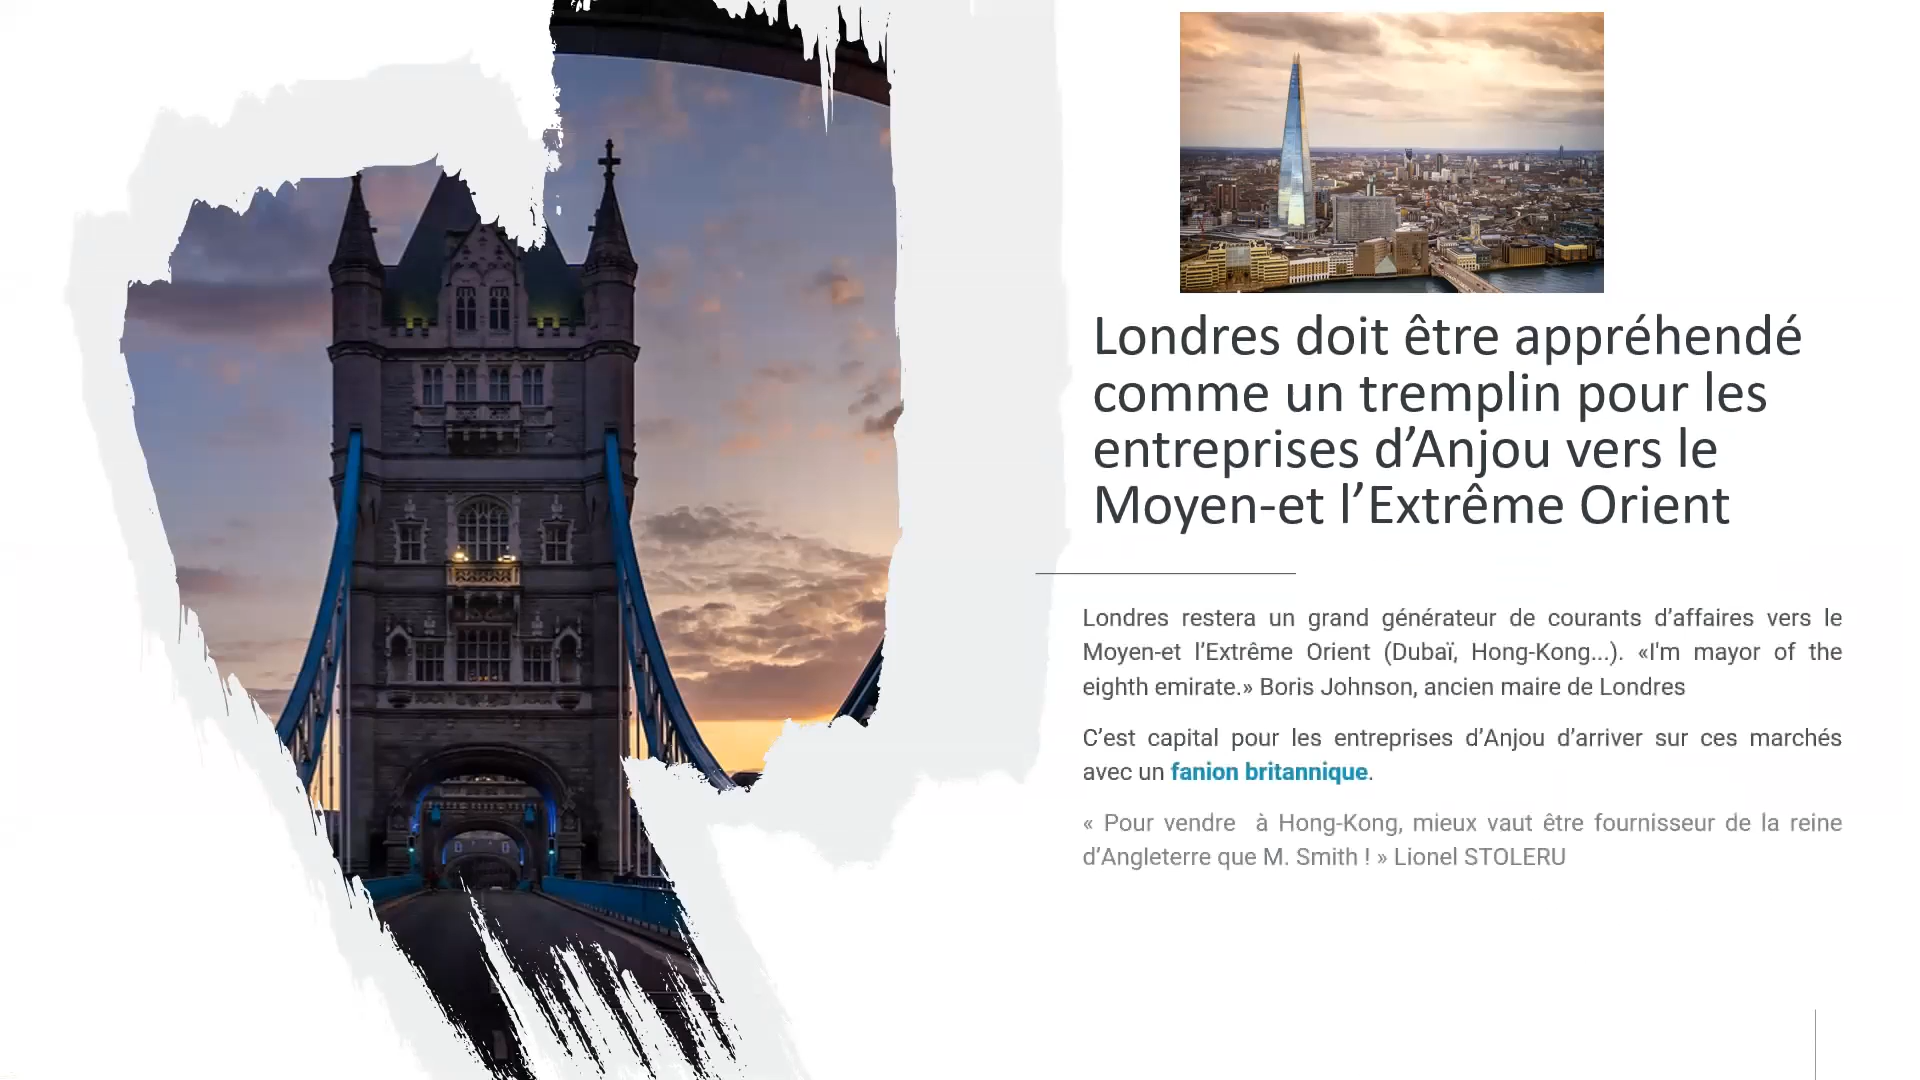 Londres doit être appréhendé
comme un tremplin pour les
entreprises d’Anjou vers le
Moyen-et l’Extrême Orient
Londres restera un grand générateur de courants d’affaires vers le
Moyen-et l’Extrême Orient (Dubaï, Hong-Kong...). «I'm mayor of the
eighth emirate.» Boris Johnson, ancien maire de Londres
C’est capital pour les entreprises d’Anjou d’arriver sur ces marchés
avec un fanion britannique.
« Pour vendre  à Hong-Kong, mieux vaut être fournisseur de la reine
d’Angleterre que M. Smith ! » Lionel STOLERU